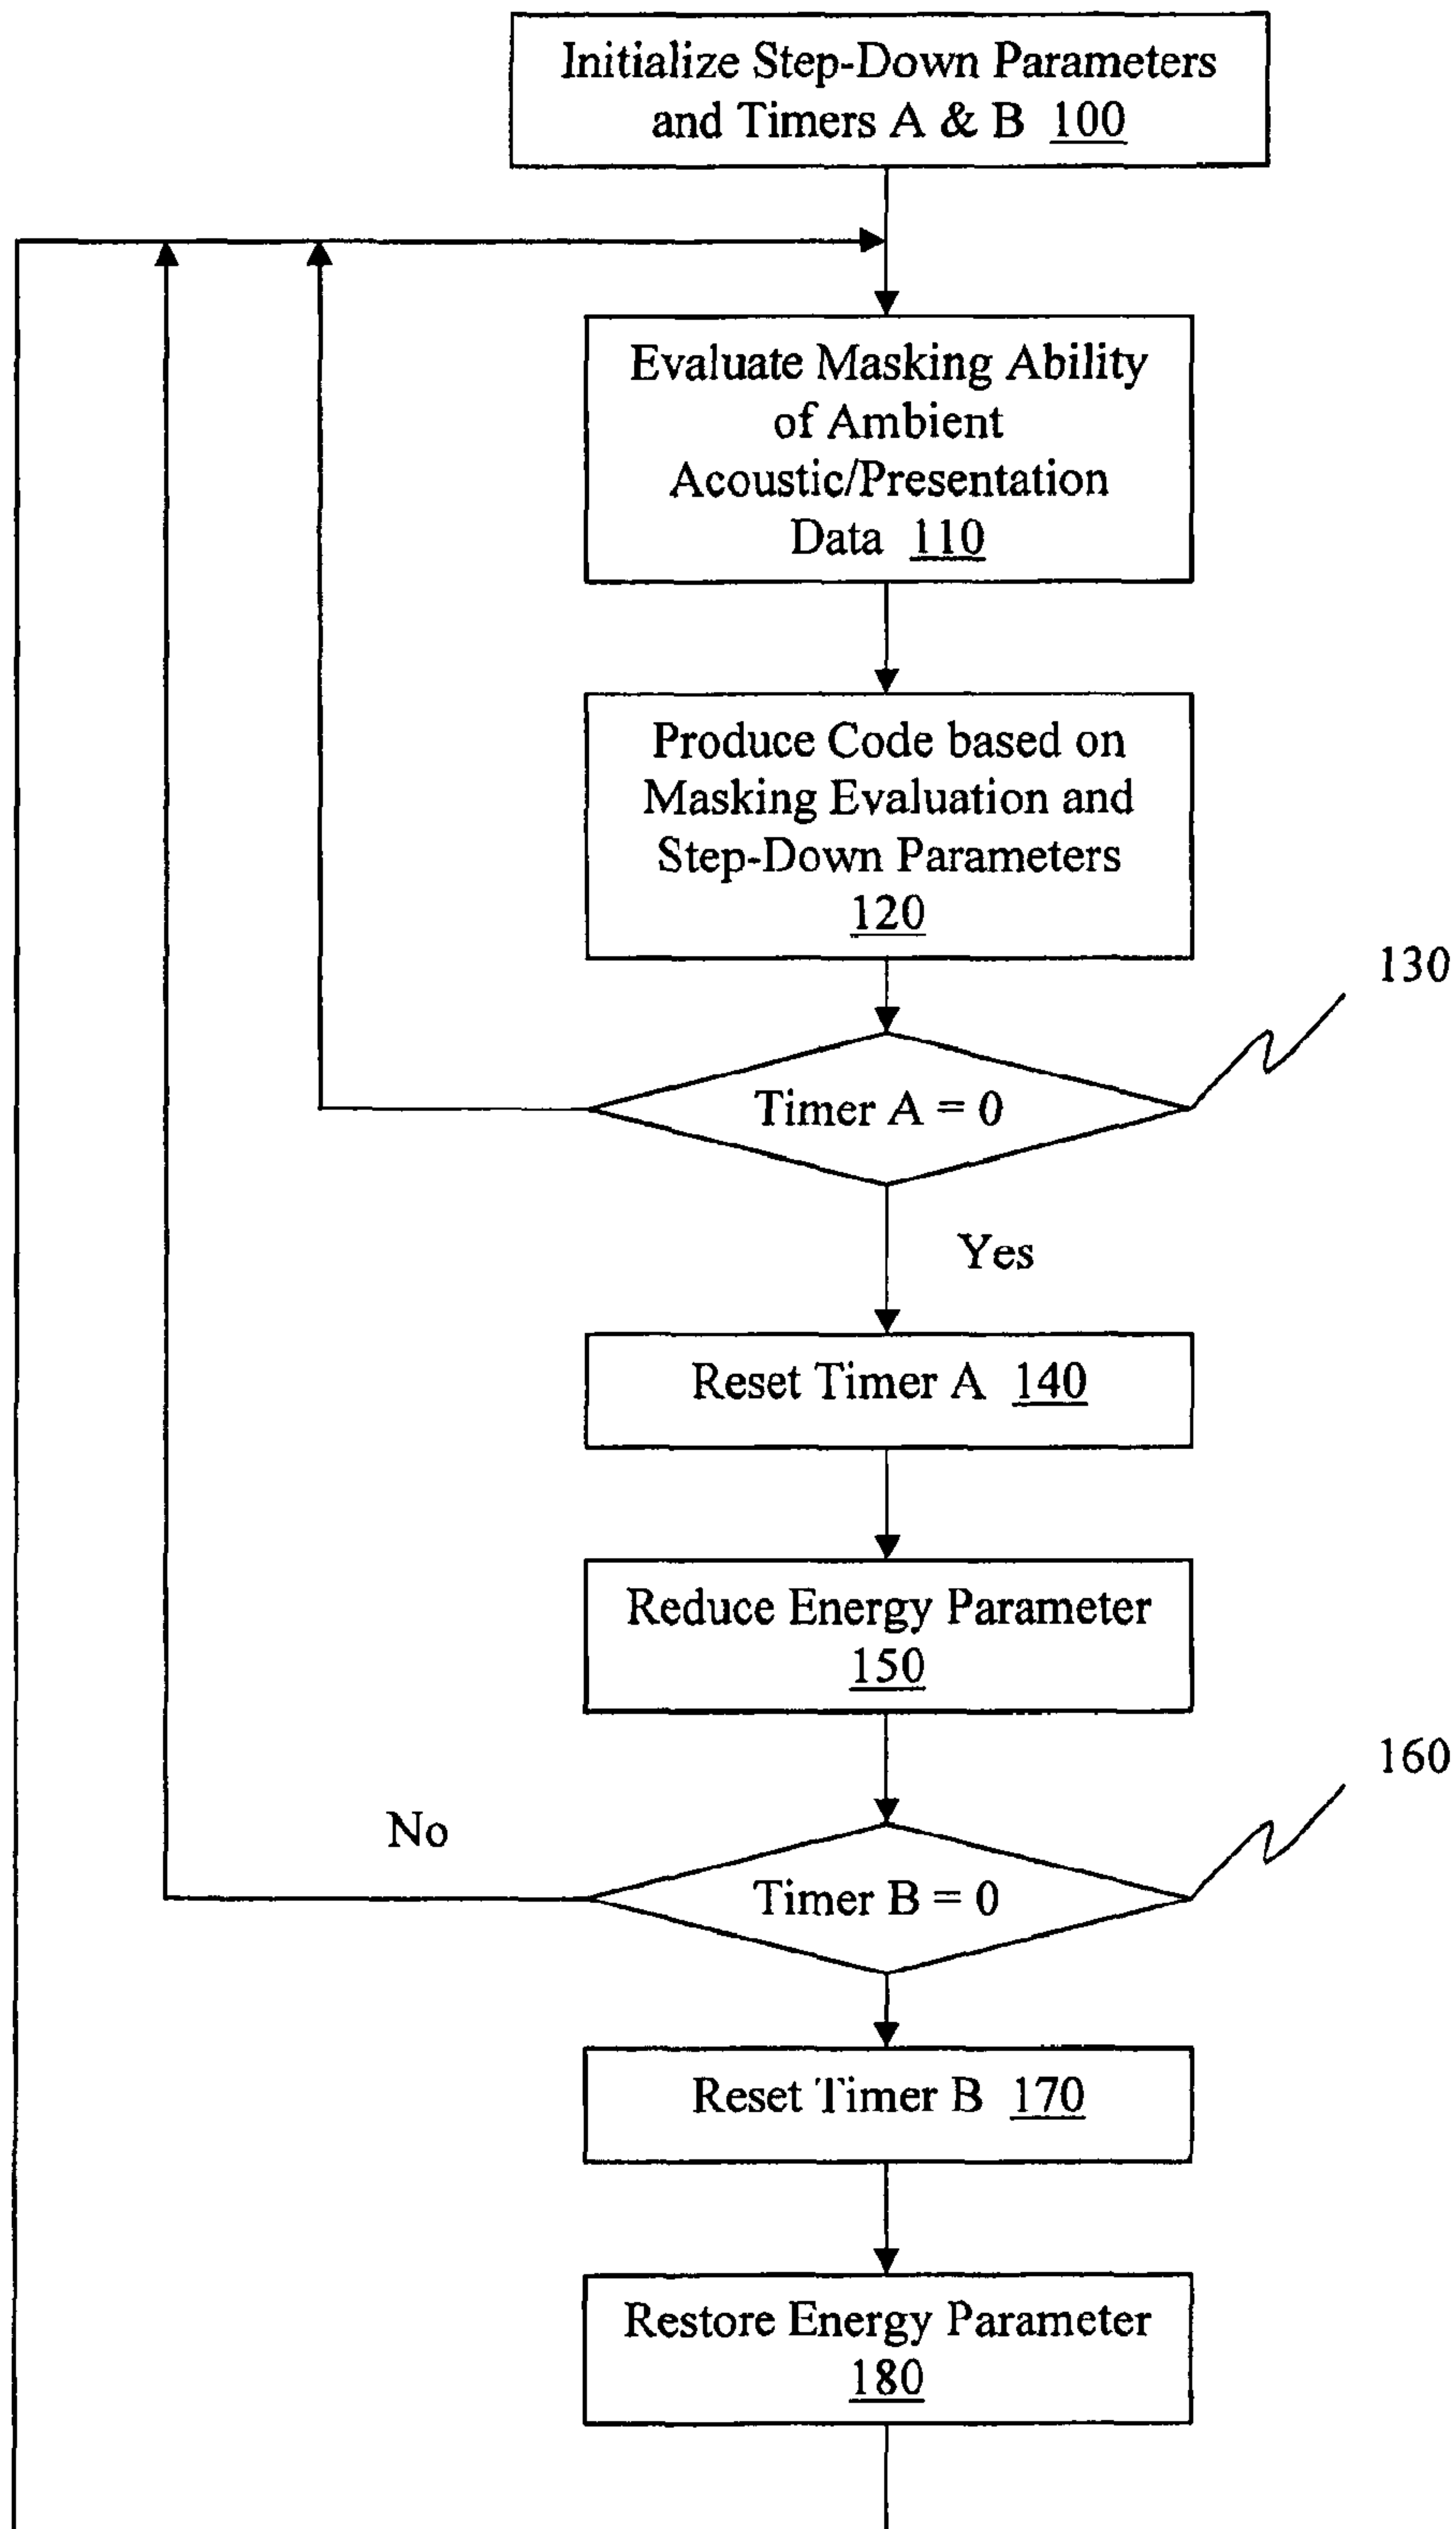 Initialize Step-Down Parameters
and Timers A & B 100
Evaluate Masking Ability
of Ambient
Acoustic/Presentation
Data 110
Produce Code based on
Masking Evaluation and
Step-Down Parameters
120
130
Timer A = 0
Yes
Reset Timer A 140
Reduce Energy Parameter
150
160
No
Timer B = 0
Reset Timer B 170
Restore Energy Parameter
180